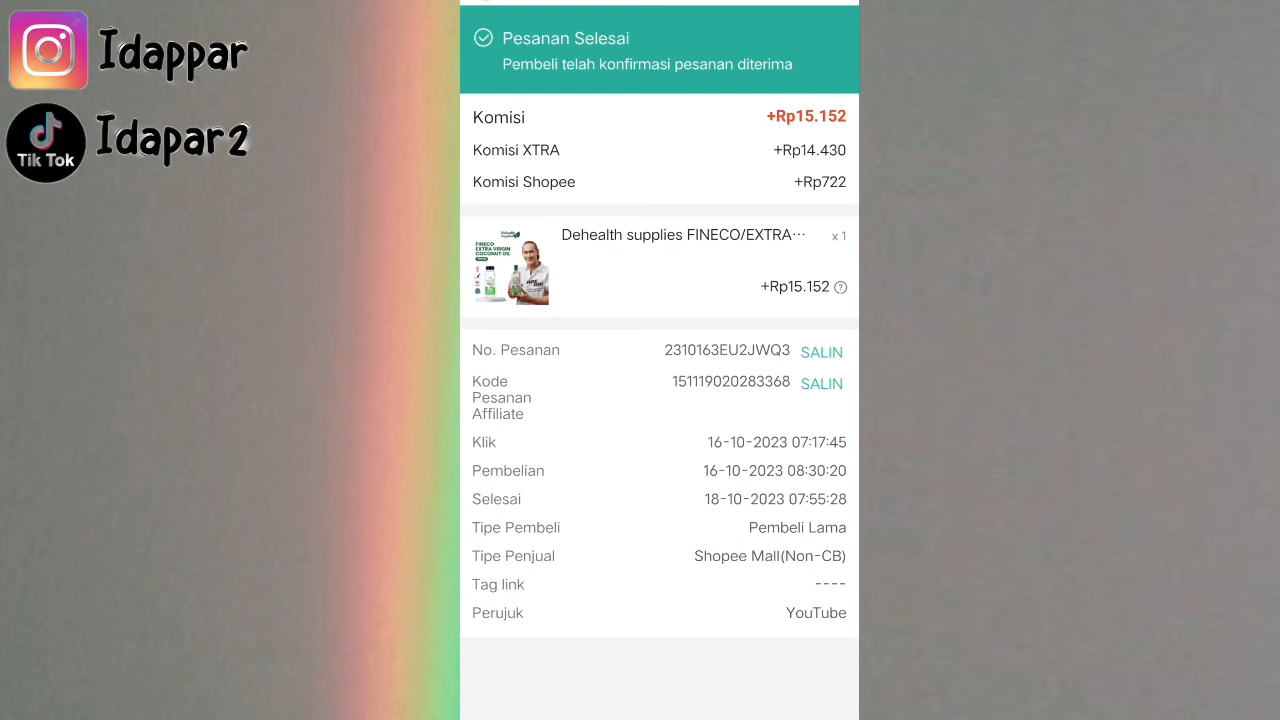 Idappar
Tik Tok
Idapar2
Pesanan Selesai
Pembeli telah konfirmasi pesanan diterima
Komisi +Rp15.152
Komisi XTRA +Rp14.430
Komisi Shopee +Rp722
Dehealth supplies FINECO/EXTRA··· x 1
Dehealth
FINECO
EXTRA VIRGIN
COCONUT OIL
+Rp15.152 ?
No. Pesanan 2310163EU2JWQ3 SALIN
Kode 151119020283368 SALIN
Pesanan
Affiliate
Klik 16-10-2023 07:17:45
Pembelian 16-10-2023 08:30:20
Selesai 18-10-2023 07:55:28
Tipe Pembeli Pembeli Lama
Tipe Penjual Shopee Mall(Non-CB)
Tag link ----
Perujuk YouTube